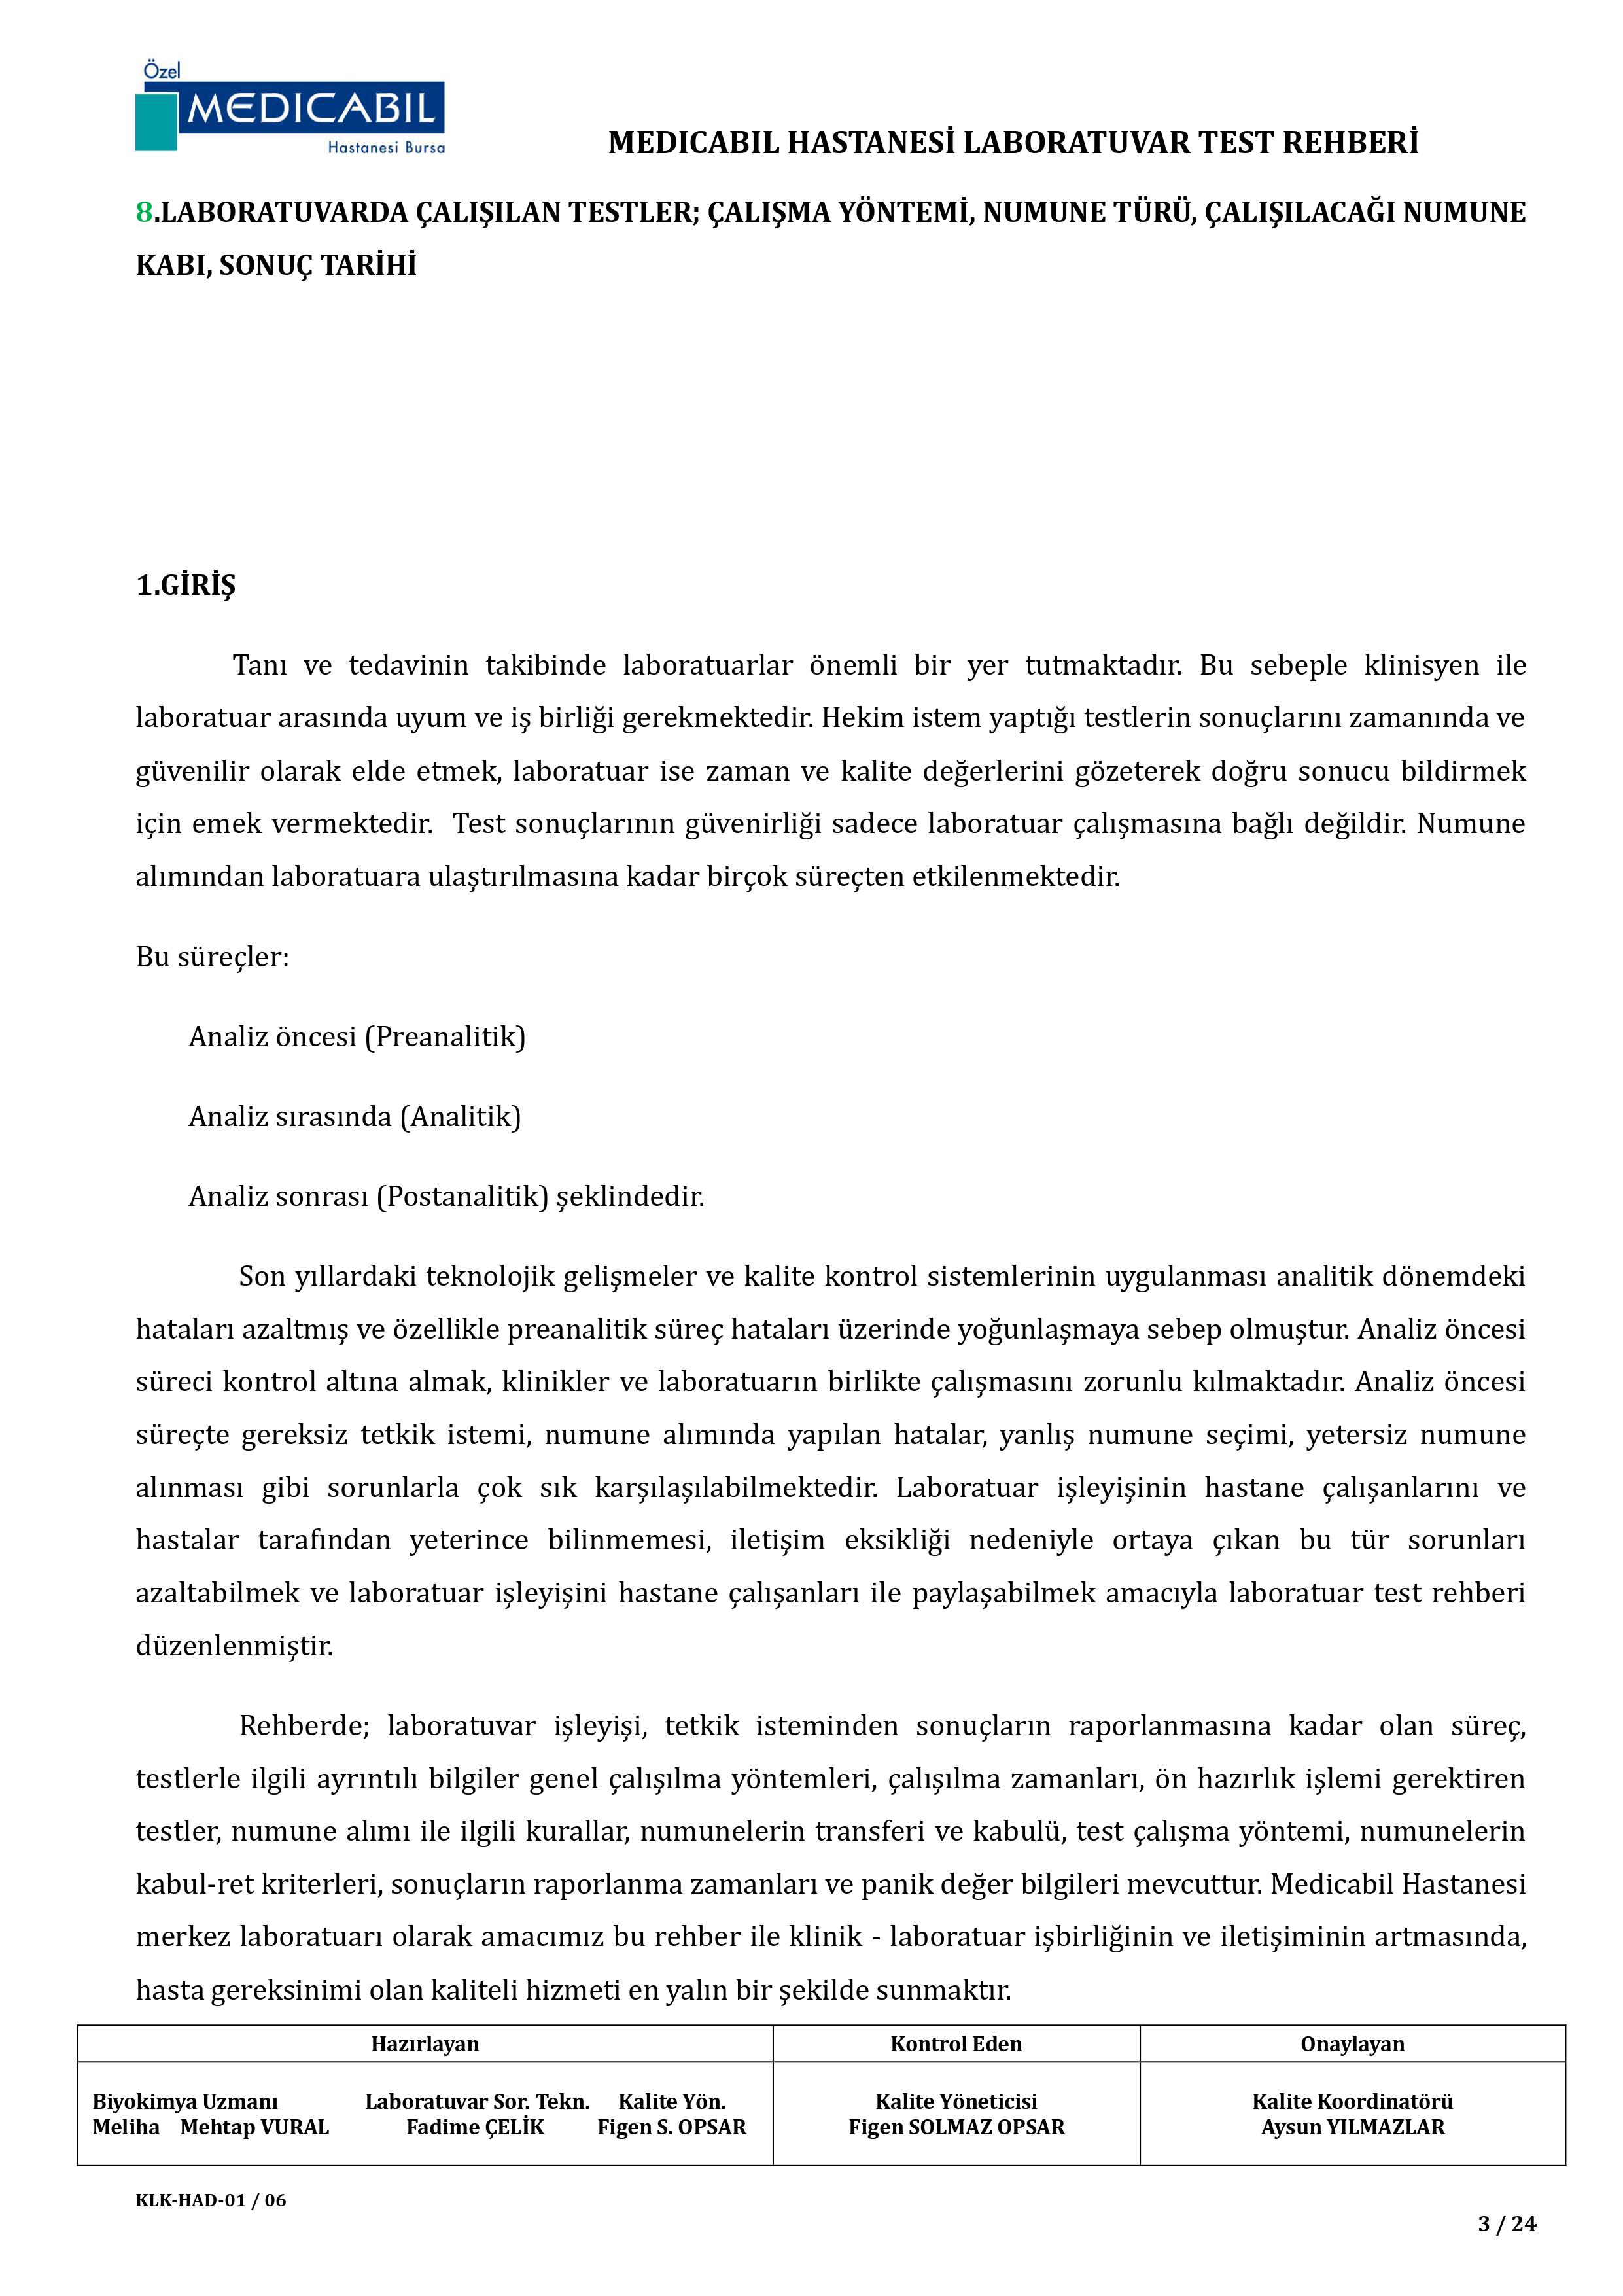 Özel
MEDICABIL
Hastanesi Bursa
MEDICABIL HASTANESİ LABORATUVAR TEST REHBERİ
8.LABORATUVARDA ÇALIŞILAN TESTLER; ÇALIŞMA YÖNTEMİ, NUMUNE TÜRÜ, ÇALIŞILACAĞI NUMUNE
KABI, SONUÇ TARİHİ
1.GİRİŞ
Tanı ve tedavinin takibinde laboratuarlar önemli bir yer tutmaktadır. Bu sebeple klinisyen ile
laboratuar arasında uyum ve iş birliği gerekmektedir. Hekim istem yaptığı testlerin sonuçlarını zamanında ve
güvenilir olarak elde etmek, laboratuar ise zaman ve kalite değerlerini gözeterek doğru sonucu bildirmek
için emek vermektedir. Test sonuçlarının güvenirliği sadece laboratuar çalışmasına bağlı değildir. Numune
alımından laboratuara ulaştırılmasına kadar birçok süreçten etkilenmektedir.
Bu süreçler:
Analiz öncesi (Preanalitik)
Analiz sırasında (Analitik)
Analiz sonrası (Postanalitik) şeklindedir.
Son yıllardaki teknolojik gelişmeler ve kalite kontrol sistemlerinin uygulanması analitik dönemdeki
hataları azaltmış ve özellikle preanalitik süreç hataları üzerinde yoğunlaşmaya sebep olmuştur. Analiz öncesi
süreci kontrol altına almak, klinikler ve laboratuarın birlikte çalışmasını zorunlu kılmaktadır. Analiz öncesi
süreçte gereksiz tetkik istemi, numune alımında yapılan hatalar, yanlış numune seçimi, yetersiz numune
alınması gibi sorunlarla çok sık karşılaşılabilmektedir. Laboratuar işleyişinin hastane çalışanlarını ve
hastalar tarafından yeterince bilinmemesi, iletişim eksikliği nedeniyle ortaya çıkan bu tür sorunları
azaltabilmek ve laboratuar işleyişini hastane çalışanları ile paylaşabilmek amacıyla laboratuar test rehberi
düzenlenmiştir.
Rehberde; laboratuvar işleyişi, tetkik isteminden sonuçların raporlanmasına kadar olan süreç,
testlerle ilgili ayrıntılı bilgiler genel çalışılma yöntemleri, çalışılma zamanları, ön hazırlık işlemi gerektiren
testler, numune alımı ile ilgili kurallar, numunelerin transferi ve kabulü, test çalışma yöntemi, numunelerin
kabul-ret kriterleri, sonuçların raporlanma zamanları ve panik değer bilgileri mevcuttur. Medicabil Hastanesi
merkez laboratuarı olarak amacımız bu rehber ile klinik - laboratuar işbirliğinin ve iletişiminin artmasında,
hasta gereksinimi olan kaliteli hizmeti en yalın bir şekilde sunmaktır.
Hazırlayan Kontrol Eden Onaylayan
Biyokimya Uzmanı Laboratuvar Sor. Tekn. Kalite Yön. Kalite Yöneticisi Kalite Koordinatörü
Meliha Mehtap VURAL Fadime ÇELİK Figen S. OPSAR Figen SOLMAZ OPSAR Aysun YILMAZLAR
KLK-HAD-01 / 06
3 / 24